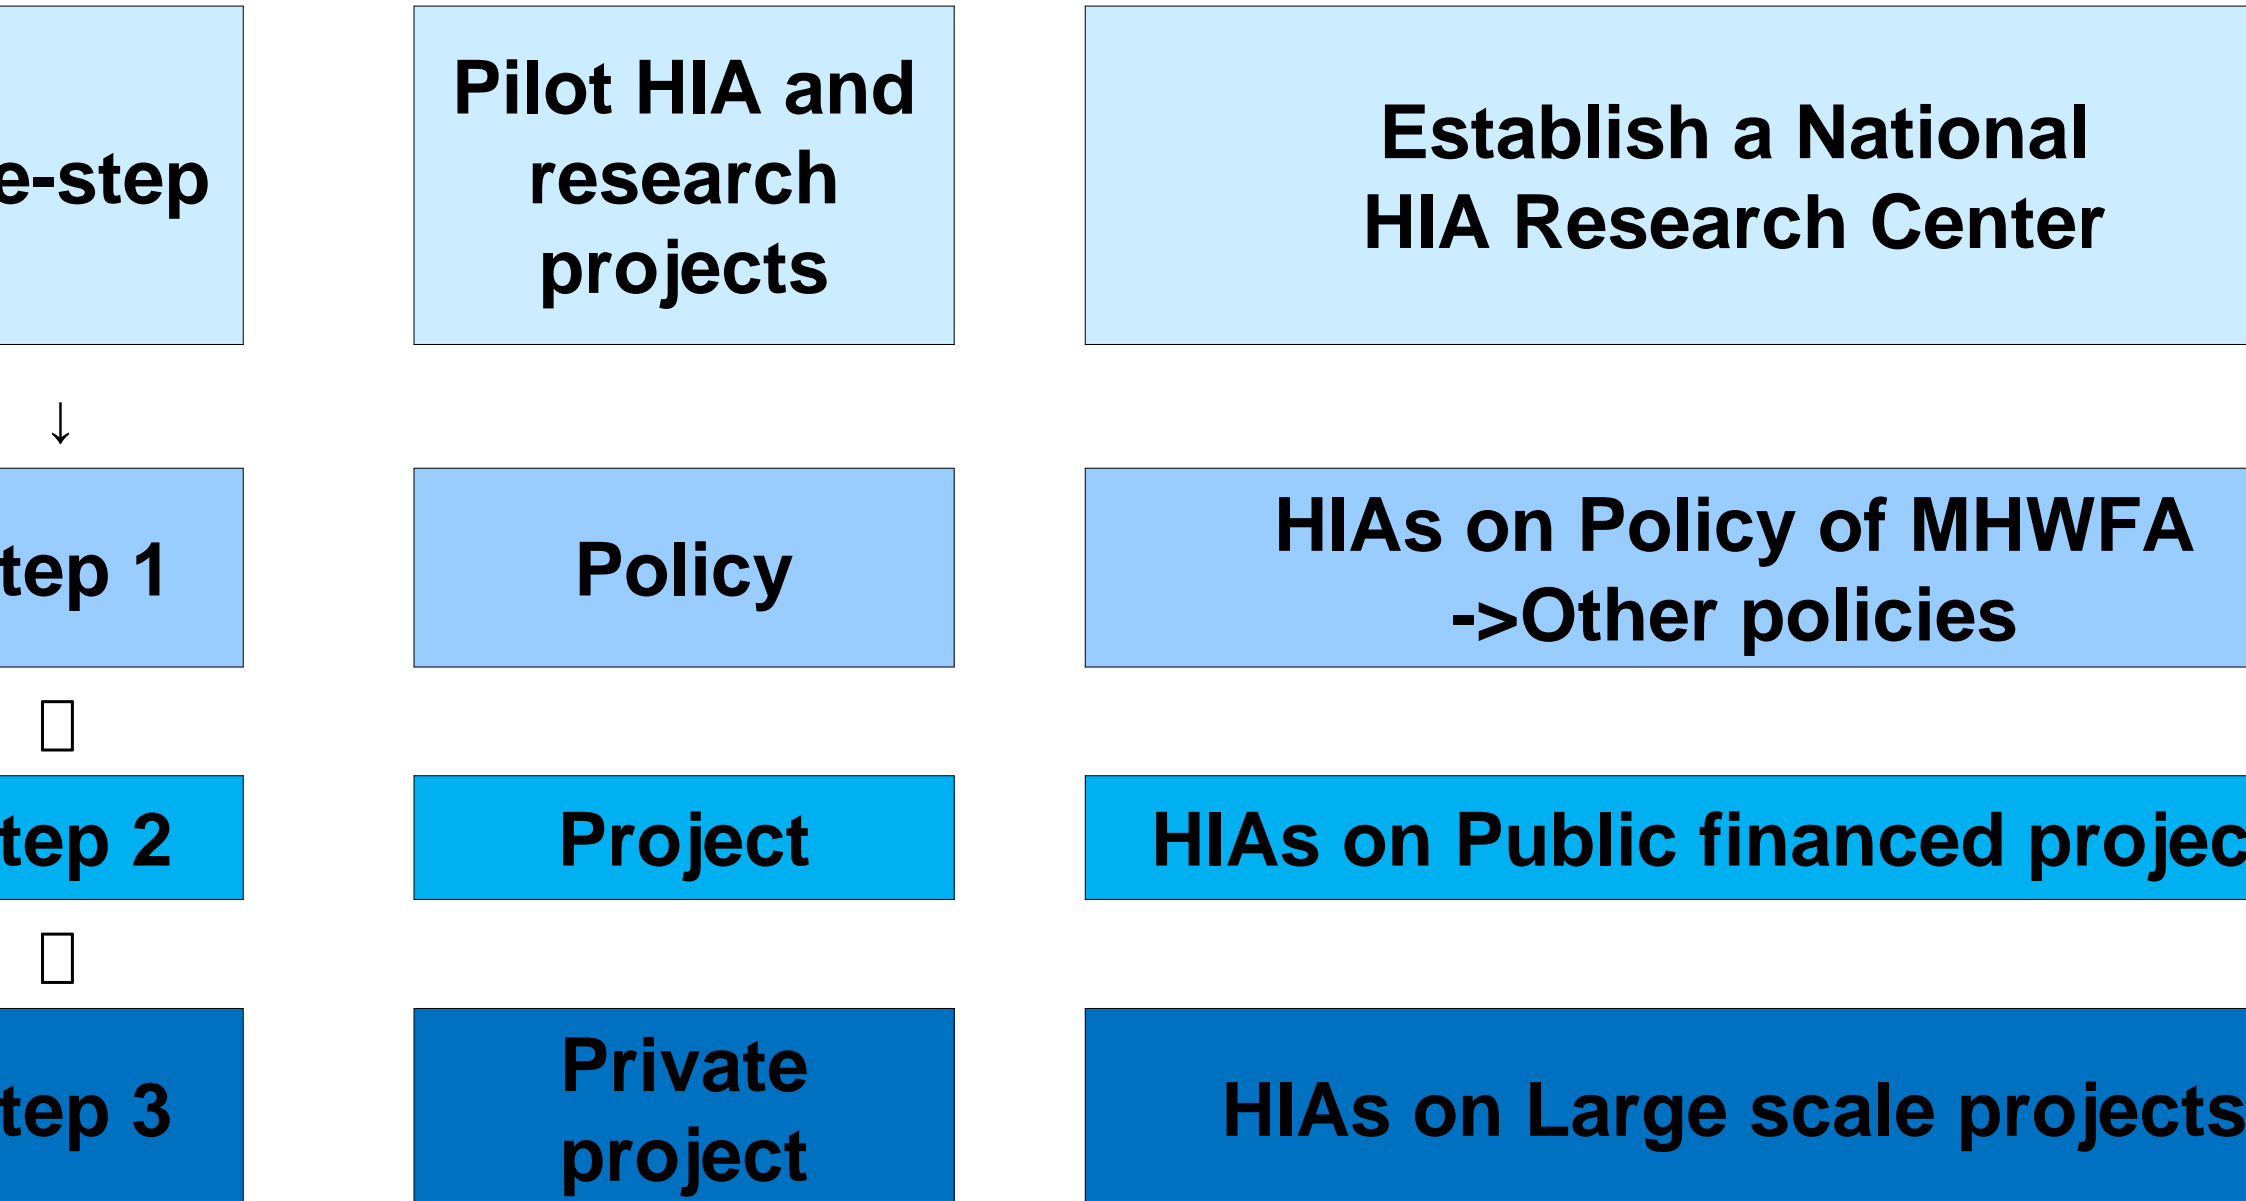 e-step
Pilot HIA and
research
projects
Establish a National
HIA Research Center
↓
tep 1
Policy
HIAs on Policy of MHWFA
->Other policies
tep 2
Project
HIAs on Public financed projec
tep 3
Private
project
HIAs on Large scale projects